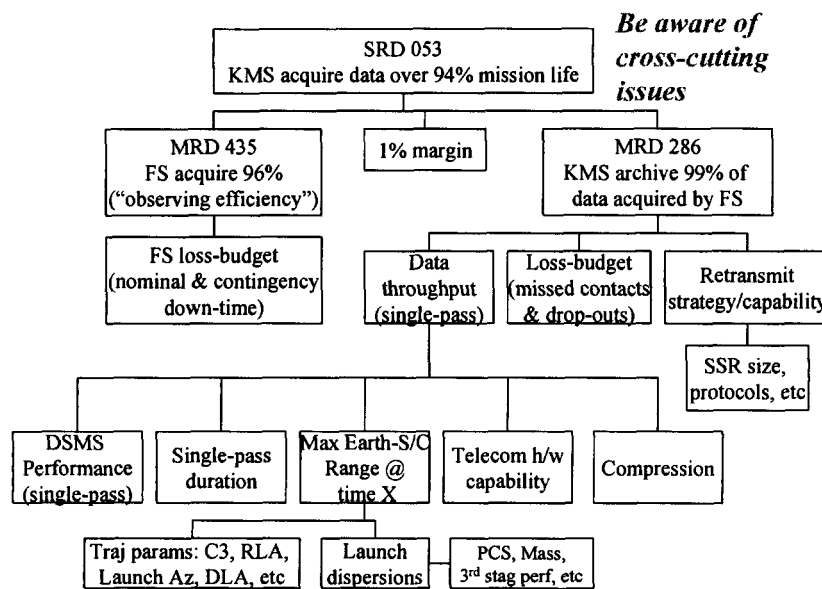 Be aware of
cross-cutting
issues
SRD 053
KMS acquire data over 94% mission life
MRD 435
FS acquire 96%
(“observing efficiency”)
1% margin
MRD 286
KMS archive 99% of
data acquired by FS
FS loss-budget
(nominal & contingency
down-time)
Data
throughput
(single-pass)
Loss-budget
(missed contacts
& drop-outs)
Retransmit
strategy/capability
SSR size,
protocols, etc
DSMS
Performance
(single-pass)
Single-pass
duration
Max Earth-S/C
Range @
time X
Telecom h/w
capability
Compression
Traj params: C3, RLA,
Launch Az, DLA, etc
Launch
dispersions
PCS, Mass,
3rd stag perf, etc